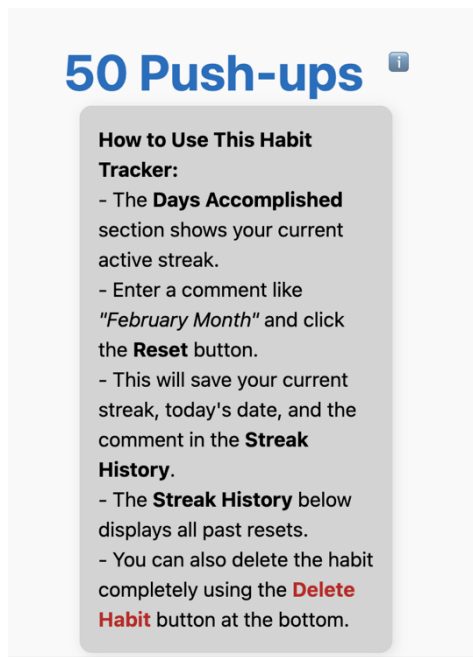 50 Push-ups ℹ️
How to Use This Habit
Tracker:
- The Days Accomplished
section shows your current
active streak.
- Enter a comment like
"February Month" and click
the Reset button.
- This will save your current
streak, today's date, and the
comment in the Streak
History.
- The Streak History below
displays all past resets.
- You can also delete the habit
completely using the Delete
Habit button at the bottom.